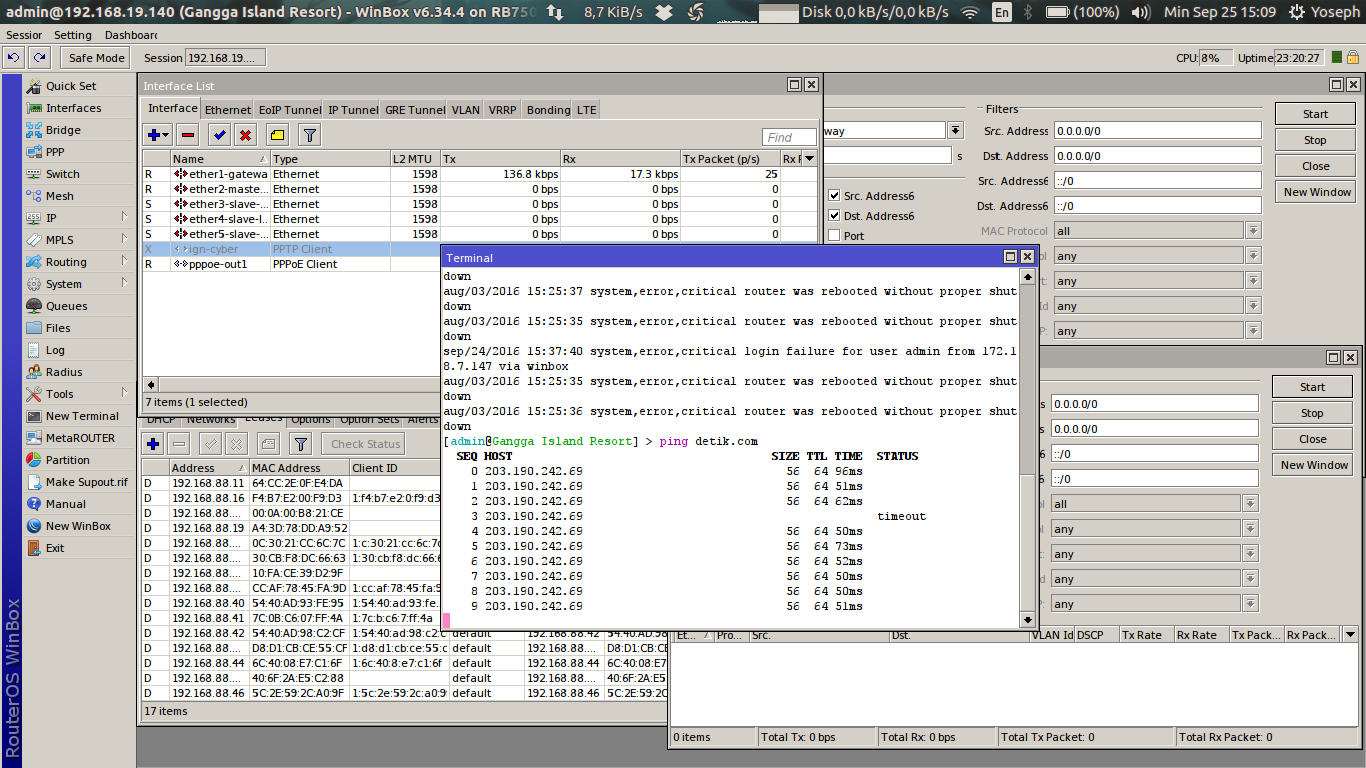 admin@192.168.19.140 (Gangga Island Resort) - WinBox v6.34.4 on RB750 8,7 KiB/s Disk 0,0 kB/s/0,0 kB/s En (100%) Min Sep 25 15:09 Yoseph
Session Setting Dashboard
Safe Mode Session 192.168.19.... CPU: 8% Uptime: 23:20:27
Quick Set
Interfaces
Bridge
PPP
Switch
Mesh
IP
MPLS
Routing
System
Queues
Files
Log
Radius
Tools
New Terminal
MetaROUTER
Partition
Make Supout.rif
Manual
New WinBox
Exit
RouterOS WinBox
Interface List
Interface Ethernet EoIP Tunnel IP Tunnel GRE Tunnel VLAN VRRP Bonding LTE
Find
Name Type L2 MTU Tx Rx Tx Packet (p/s) Rx P
R ether1-gatewa Ethernet 1598 136.8 kbps 17.3 kbps 25
R ether2-maste... Ethernet 1598 0 bps 0 bps 0
S ether3-slave-... Ethernet 1598 0 bps 0 bps 0
S ether4-slave-l... Ethernet 1598 0 bps 0 bps 0
S ether5-slave-... Ethernet 1598 0 bps 0 bps 0
X ign-cyber PPTP Client
R pppoe-out1 PPPoE Client
7 items (1 selected)
way
s
Src. Address6
Dst. Address6
Port
Filters
Src. Address 0.0.0.0/0
Dst. Address 0.0.0.0/0
Src. Address6 ::/0
Dst. Address6 ::/0
MAC Protocol all
any
any
any
any
Start
Stop
Close
New Window
Terminal
down
aug/03/2016 15:25:37 system,error,critical router was rebooted without proper shut
down
aug/03/2016 15:25:35 system,error,critical router was rebooted without proper shut
down
sep/24/2016 15:37:40 system,error,critical login failure for user admin from 172.1
8.7.147 via winbox
aug/03/2016 15:25:35 system,error,critical router was rebooted without proper shut
down
aug/03/2016 15:25:36 system,error,critical router was rebooted without proper shut
down
[admin@Gangga Island Resort] > ping detik.com
SEQ HOST SIZE TTL TIME STATUS
0 203.190.242.69 56 64 96ms
1 203.190.242.69 56 64 51ms
2 203.190.242.69 56 64 62ms
3 203.190.242.69 timeout
4 203.190.242.69 56 64 50ms
5 203.190.242.69 56 64 73ms
6 203.190.242.69 56 64 52ms
7 203.190.242.69 56 64 50ms
8 203.190.242.69 56 64 50ms
9 203.190.242.69 56 64 51ms
0.0.0.0/0
0.0.0.0/0
::/0
::/0
all
any
any
any
any
Start
Stop
Close
New Window
DHCP Networks Leases Options Option Sets Alerts
Check Status
Address MAC Address Client ID
D 192.168.88.11 64:CC:2E:0F:E4:DA
D 192.168.88.16 F4:B7:E2:00:F9:D3 1:f4:b7:e2:0:f9:d3
D 192.168.88.... 00:0A:00:B8:21:CE
D 192.168.88.19 A4:3D:78:DD:A9:52
D 192.168.88.... 0C:30:21:CC:6C:7C 1:c:30:21:cc:6c:7c
D 192.168.88.... 30:CB:F8:DC:66:63 1:30:cb:f8:dc:66:6
D 192.168.88.... 10:FA:CE:39:D2:9F
D 192.168.88.... CC:AF:78:45:FA:9D 1:cc:af:78:45:fa:9
D 192.168.88.40 54:40:AD:93:FE:95 1:54:40:ad:93:fe.
D 192.168.88.41 7C:0B:C6:07:FF:4A 1:7c:b:c6:7:ff:4a
D 192.168.88.42 54:40:AD:98:C2:CF 1:54:40:ad:98:c2:c default 192.168.88.42 54:40:AD:98
D 192.168.88.... D8:D1:CB:CE:55:CF 1:d8:d1:cb:ce:55:c default 192.168.88.... D8:D1:CB:CE
D 192.168.88.44 6C:40:08:E7:C1:6F 1:6c:40:8:e7:c1:6f default 192.168.88.44 6C:40:08:E7
D 192.168.88.... 40:6F:2A:E5:C2:88 default 192.168.88.... 40:6F:2A:E5
D 192.168.88.46 5C:2E:59:2C:A0:9F 1:5c:2e:59:2c:a0:9 default 192.168.88.46 5C:2E:59:2C
17 items
Et... Pro... Src. Dst. VLAN Id DSCP Tx Rate Rx Rate Tx Pack... Rx Pack...
0 items Total Tx: 0 bps Total Rx: 0 bps Total Tx Packet: 0 Total Rx Packet: 0